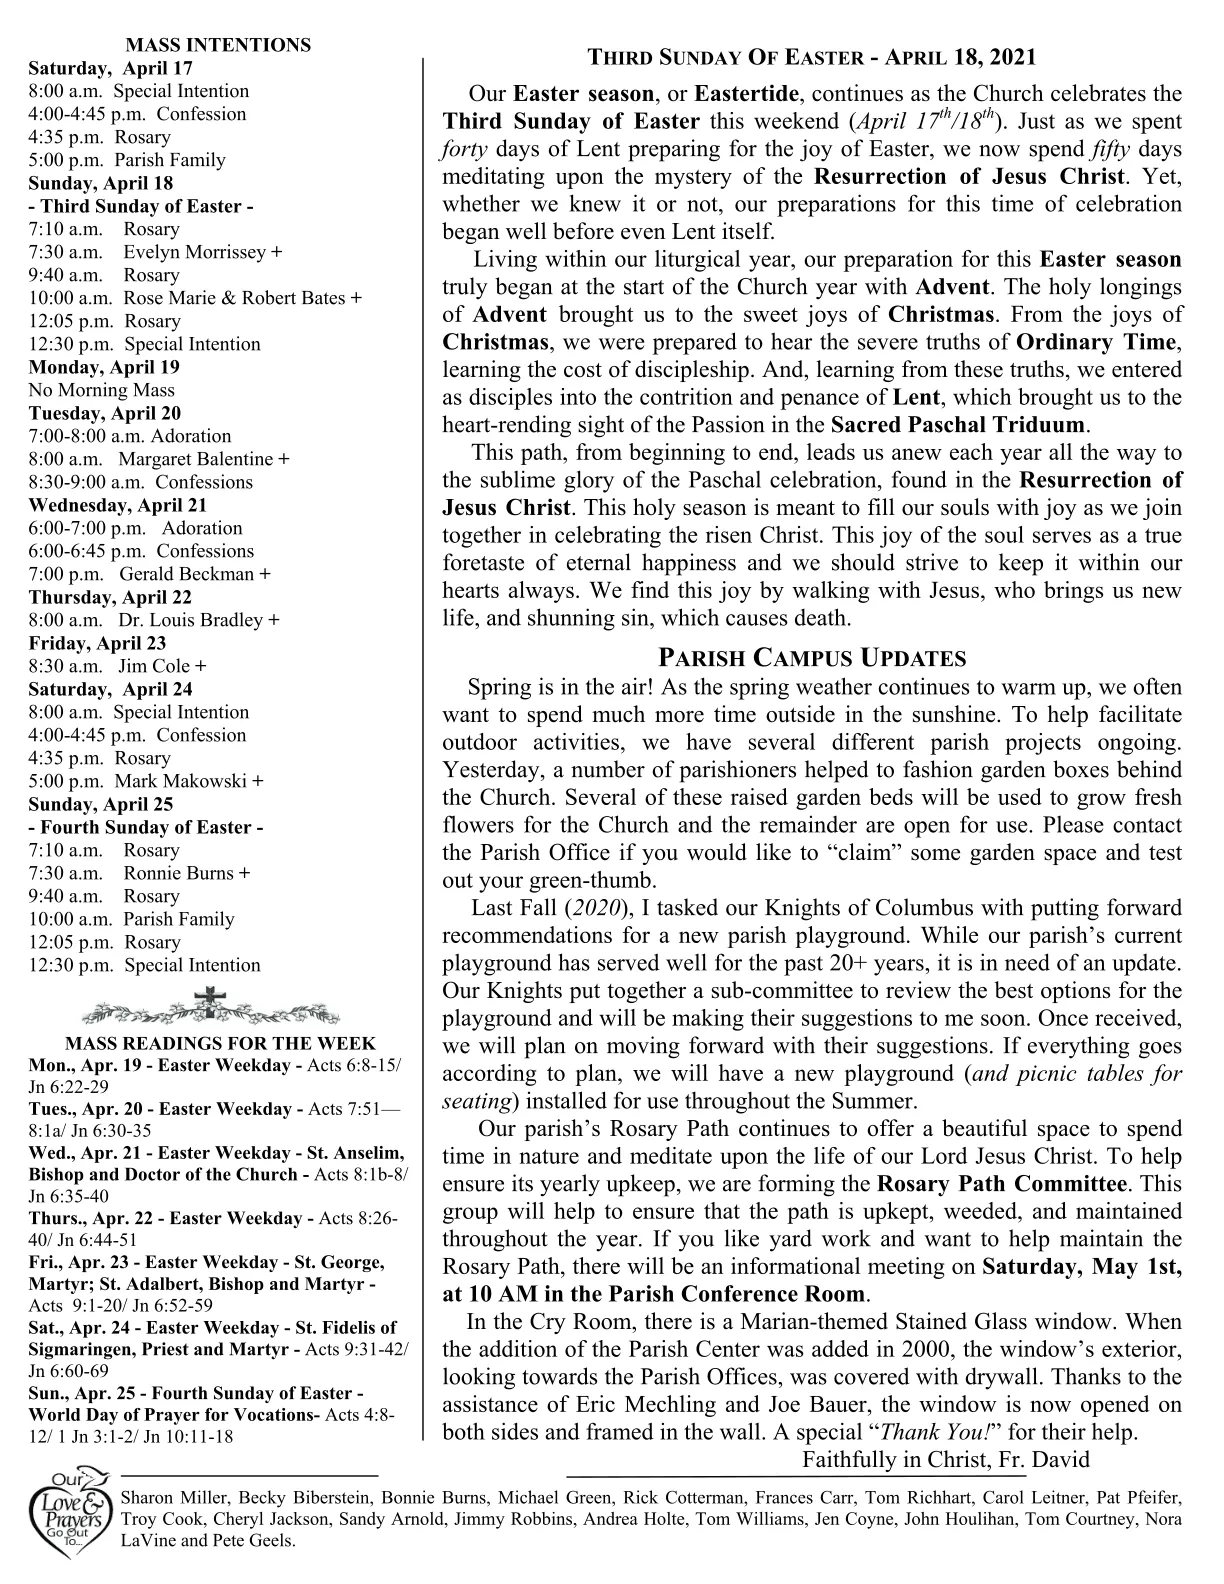 MASS INTENTIONS
Saturday,  April 17
8:00 a.m.  Special Intention
4:00-4:45 p.m.  Confession
4:35 p.m.  Rosary
5:00 p.m.  Parish Family
Sunday, April 18
- Third Sunday of Easter -
7:10 a.m.    Rosary
7:30 a.m.    Evelyn Morrissey +
9:40 a.m.    Rosary
10:00 a.m.  Rose Marie & Robert Bates +
12:05 p.m.  Rosary
12:30 p.m.  Special Intention
Monday, April 19
No Morning Mass
Tuesday, April 20
7:00-8:00 a.m. Adoration
8:00 a.m.   Margaret Balentine +
8:30-9:00 a.m.  Confessions
Wednesday, April 21
6:00-7:00 p.m.   Adoration
6:00-6:45 p.m.  Confessions
7:00 p.m.   Gerald Beckman +
Thursday, April 22
8:00 a.m.   Dr. Louis Bradley +
Friday, April 23
8:30 a.m.   Jim Cole +
Saturday,  April 24
8:00 a.m.  Special Intention
4:00-4:45 p.m.  Confession
4:35 p.m.  Rosary
5:00 p.m.  Mark Makowski +
Sunday, April 25
- Fourth Sunday of Easter -
7:10 a.m.    Rosary
7:30 a.m.    Ronnie Burns +
9:40 a.m.    Rosary
10:00 a.m.  Parish Family
12:05 p.m.  Rosary
12:30 p.m.  Special Intention
MASS READINGS FOR THE WEEK
Mon., Apr. 19 - Easter Weekday - Acts 6:8-15/
Jn 6:22-29
Tues., Apr. 20 - Easter Weekday - Acts 7:51—
8:1a/ Jn 6:30-35
Wed., Apr. 21 - Easter Weekday - St. Anselim,
Bishop and Doctor of the Church - Acts 8:1b-8/
Jn 6:35-40
Thurs., Apr. 22 - Easter Weekday - Acts 8:26-
40/ Jn 6:44-51
Fri., Apr. 23 - Easter Weekday - St. George,
Martyr; St. Adalbert, Bishop and Martyr -
Acts  9:1-20/ Jn 6:52-59
Sat., Apr. 24 - Easter Weekday - St. Fidelis of
Sigmaringen, Priest and Martyr - Acts 9:31-42/
Jn 6:60-69
Sun., Apr. 25 - Fourth Sunday of Easter -
World Day of Prayer for Vocations- Acts 4:8-
12/ 1 Jn 3:1-2/ Jn 10:11-18
THIRD SUNDAY OF EASTER - APRIL 18, 2021
Our Easter season, or Eastertide, continues as the Church celebrates the
Third Sunday of Easter this weekend (April 17th/18th). Just as we spent
forty days of Lent preparing for the joy of Easter, we now spend fifty days
meditating upon the mystery of the Resurrection of Jesus Christ. Yet,
whether we knew it or not, our preparations for this time of celebration
began well before even Lent itself.
Living within our liturgical year, our preparation for this Easter season
truly began at the start of the Church year with Advent. The holy longings
of Advent brought us to the sweet joys of Christmas. From the joys of
Christmas, we were prepared to hear the severe truths of Ordinary Time,
learning the cost of discipleship. And, learning from these truths, we entered
as disciples into the contrition and penance of Lent, which brought us to the
heart-rending sight of the Passion in the Sacred Paschal Triduum.
This path, from beginning to end, leads us anew each year all the way to
the sublime glory of the Paschal celebration, found in the Resurrection of
Jesus Christ. This holy season is meant to fill our souls with joy as we join
together in celebrating the risen Christ. This joy of the soul serves as a true
foretaste of eternal happiness and we should strive to keep it within our
hearts always. We find this joy by walking with Jesus, who brings us new
life, and shunning sin, which causes death.
PARISH CAMPUS UPDATES
Spring is in the air! As the spring weather continues to warm up, we often
want to spend much more time outside in the sunshine. To help facilitate
outdoor activities, we have several different parish projects ongoing.
Yesterday, a number of parishioners helped to fashion garden boxes behind
the Church. Several of these raised garden beds will be used to grow fresh
flowers for the Church and the remainder are open for use. Please contact
the Parish Office if you would like to “claim” some garden space and test
out your green-thumb.
Last Fall (2020), I tasked our Knights of Columbus with putting forward
recommendations for a new parish playground. While our parish’s current
playground has served well for the past 20+ years, it is in need of an update.
Our Knights put together a sub-committee to review the best options for the
playground and will be making their suggestions to me soon. Once received,
we will plan on moving forward with their suggestions. If everything goes
according to plan, we will have a new playground (and picnic tables for
seating) installed for use throughout the Summer.
Our parish’s Rosary Path continues to offer a beautiful space to spend
time in nature and meditate upon the life of our Lord Jesus Christ. To help
ensure its yearly upkeep, we are forming the Rosary Path Committee. This
group will help to ensure that the path is upkept, weeded, and maintained
throughout the year. If you like yard work and want to help maintain the
Rosary Path, there will be an informational meeting on Saturday, May 1st,
at 10 AM in the Parish Conference Room.
In the Cry Room, there is a Marian-themed Stained Glass window. When
the addition of the Parish Center was added in 2000, the window’s exterior,
looking towards the Parish Offices, was covered with drywall. Thanks to the
assistance of Eric Mechling and Joe Bauer, the window is now opened on
both sides and framed in the wall. A special “Thank You!” for their help.
Faithfully in Christ, Fr. David
Our
Love &
Prayers
Go Out
To...
Sharon Miller, Becky Biberstein, Bonnie Burns, Michael Green, Rick Cotterman, Frances Carr, Tom Richhart, Carol Leitner, Pat Pfeifer,
Troy Cook, Cheryl Jackson, Sandy Arnold, Jimmy Robbins, Andrea Holte, Tom Williams, Jen Coyne, John Houlihan, Tom Courtney, Nora
LaVine and Pete Geels.